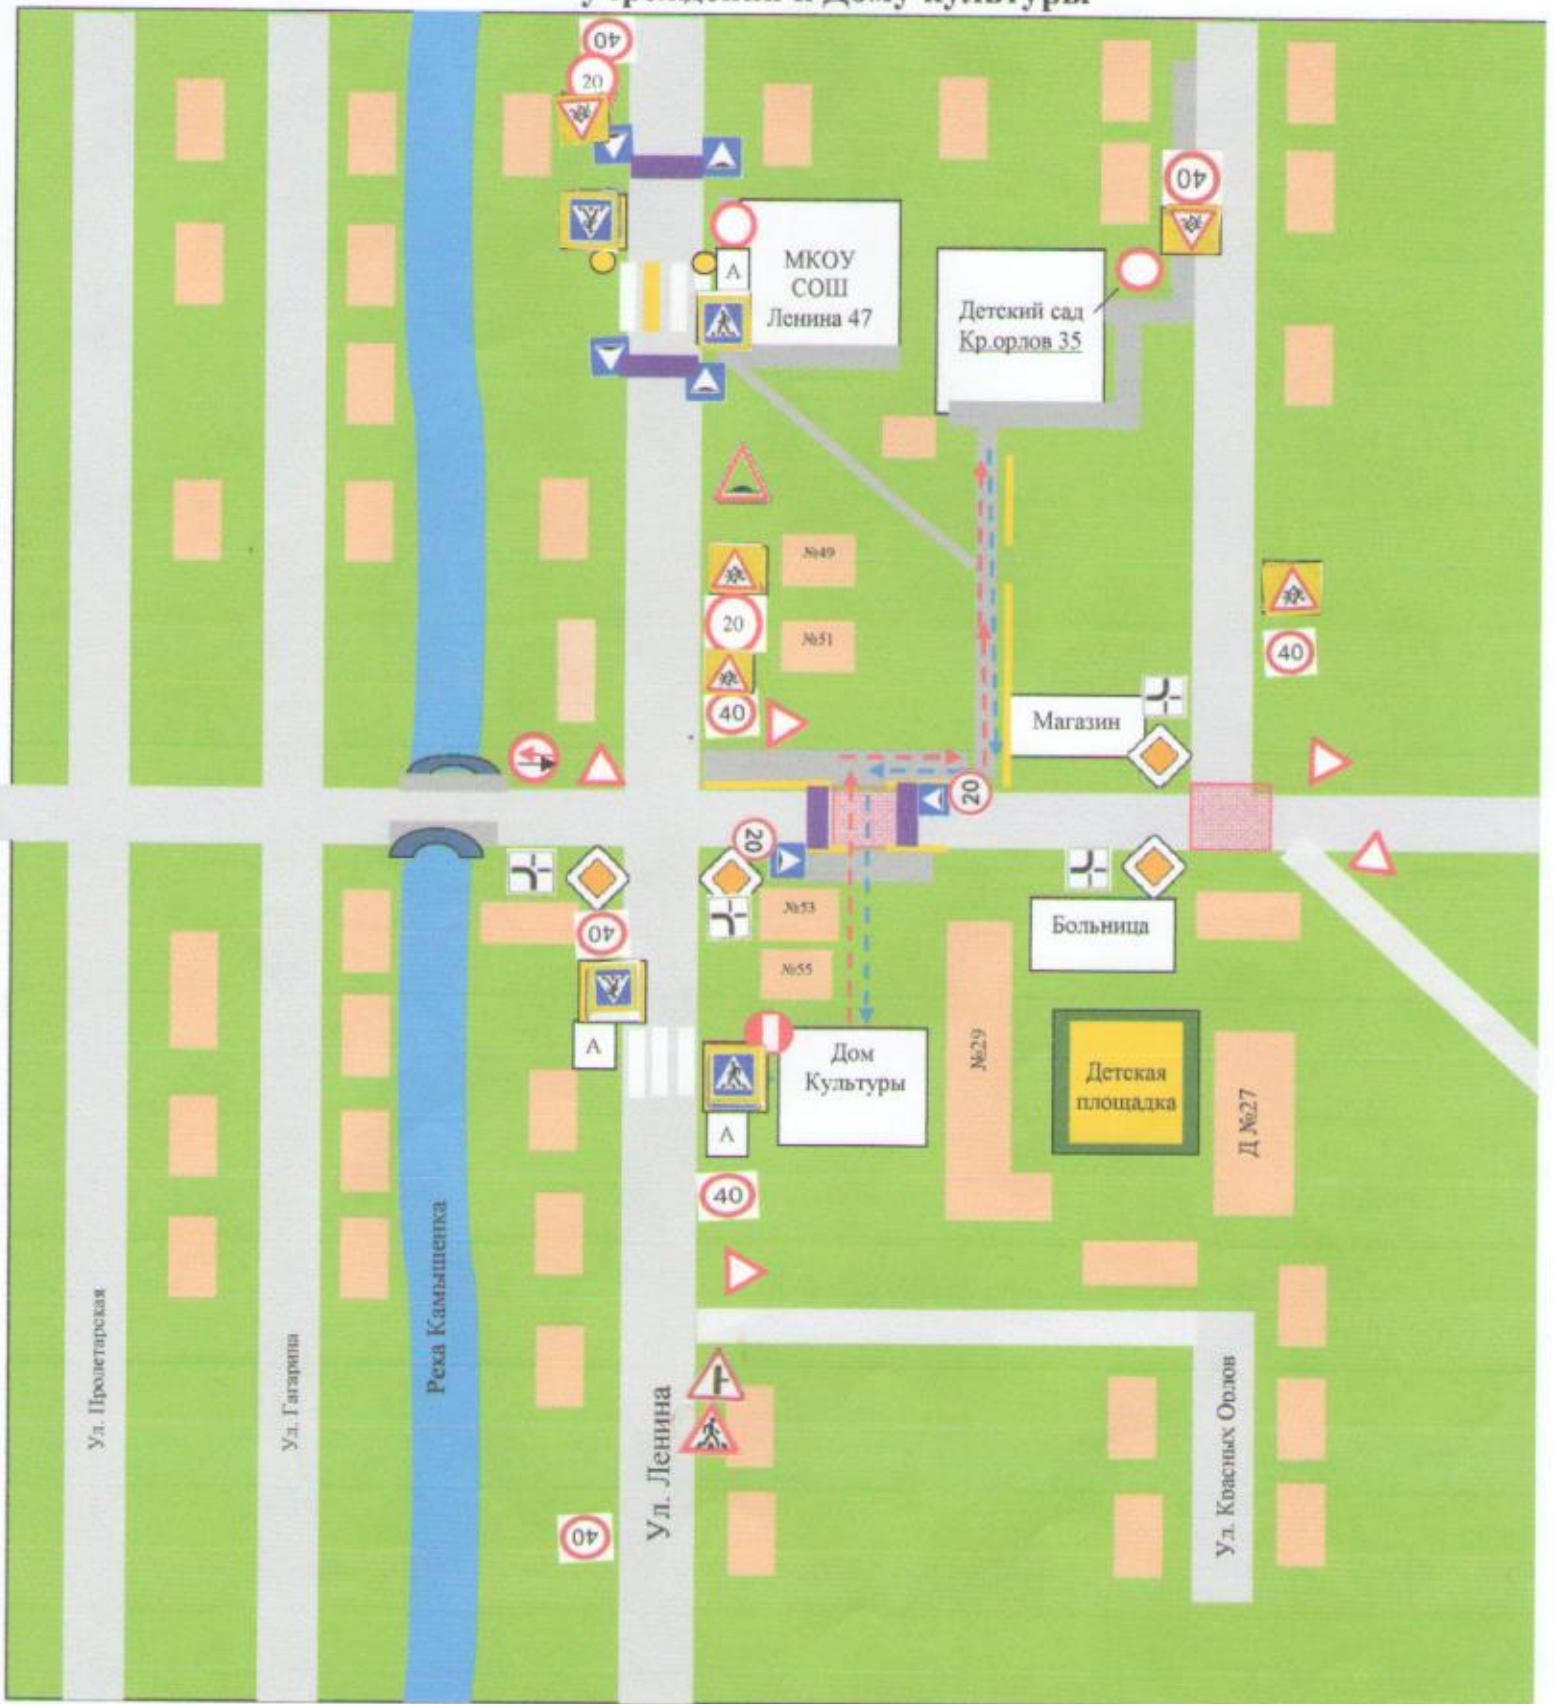 Дому культуры
40
20
МКОУ
СОШ
Ленина 47
А
40
Детский сад
Кр.орлов 35
№49
20
№51
40
40
Магазин
20
20
№53
40
№55
Больница
А
Дом
Культуры
А
№29
Детская
площадка
Д №27
40
Река Камышенка
Ул. Пролетарская
Ул. Гагарина
Ул. Ленина
Ул. Красных Орлов
40